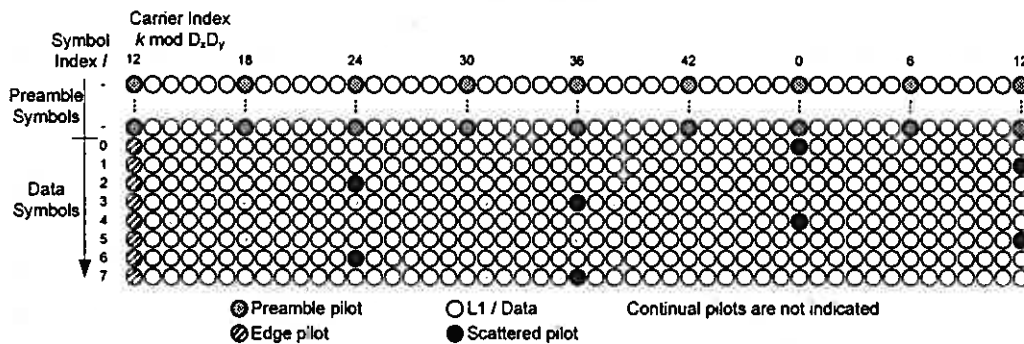 Carrier Index
k mod DzDy
Symbol
Index l
12 18 24 30 36 42 0 6 12
-
Preamble
Symbols
-
0
1
2
Data
3
Symbols
4
5
6
7
Preamble pilot
L1 / Data
Continual pilots are not indicated
Edge pilot
Scattered pilot